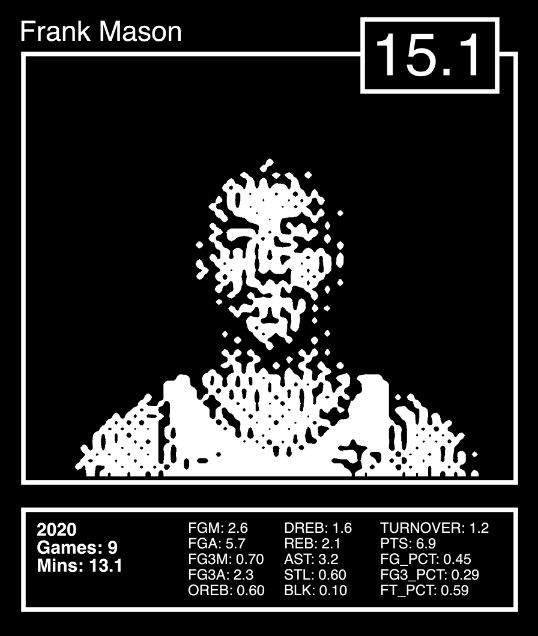 Frank Mason
15.1
2020
Games: 9
Mins: 13.1
FGM: 2.6
FGA: 5.7
FG3M: 0.70
FG3A: 2.3
OREB: 0.60
DREB: 1.6
REB: 2.1
AST: 3.2
STL: 0.60
BLK: 0.10
TURNOVER: 1.2
PTS: 6.9
FG_PCT: 0.45
FG3_PCT: 0.29
FT_PCT: 0.59